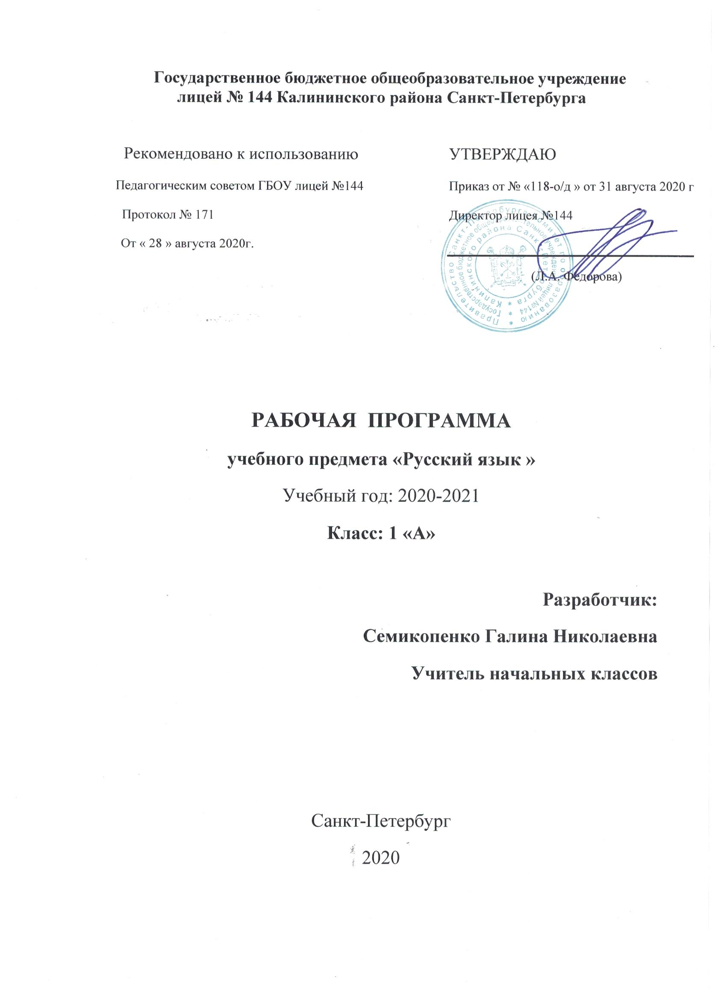 Государственное бюджетное общеобразовательное учреждение
лицей № 144 Калининского района Санкт-Петербурга
Рекомендовано к использованию
Педагогическим советом ГБОУ лицей №144
Протокол № 171
От « 28 » августа 2020г.
УТВЕРЖДАЮ
Приказ от № «118-о/д » от 31 августа 2020 г
Директор лицея №144
(Л.А. Федорова)
Правительство Санкт-Петербурга Комитет по образованию *
Государственное бюджетное общеобразовательное учреждение лицей №144 *
Калининского района Санкт-Петербурга *
РАБОЧАЯ ПРОГРАММА
учебного предмета «Русский язык »
Учебный год: 2020-2021
Класс: 1 «А»
Разработчик:
Семикопенко Галина Николаевна
Учитель начальных классов
Санкт-Петербург
2020